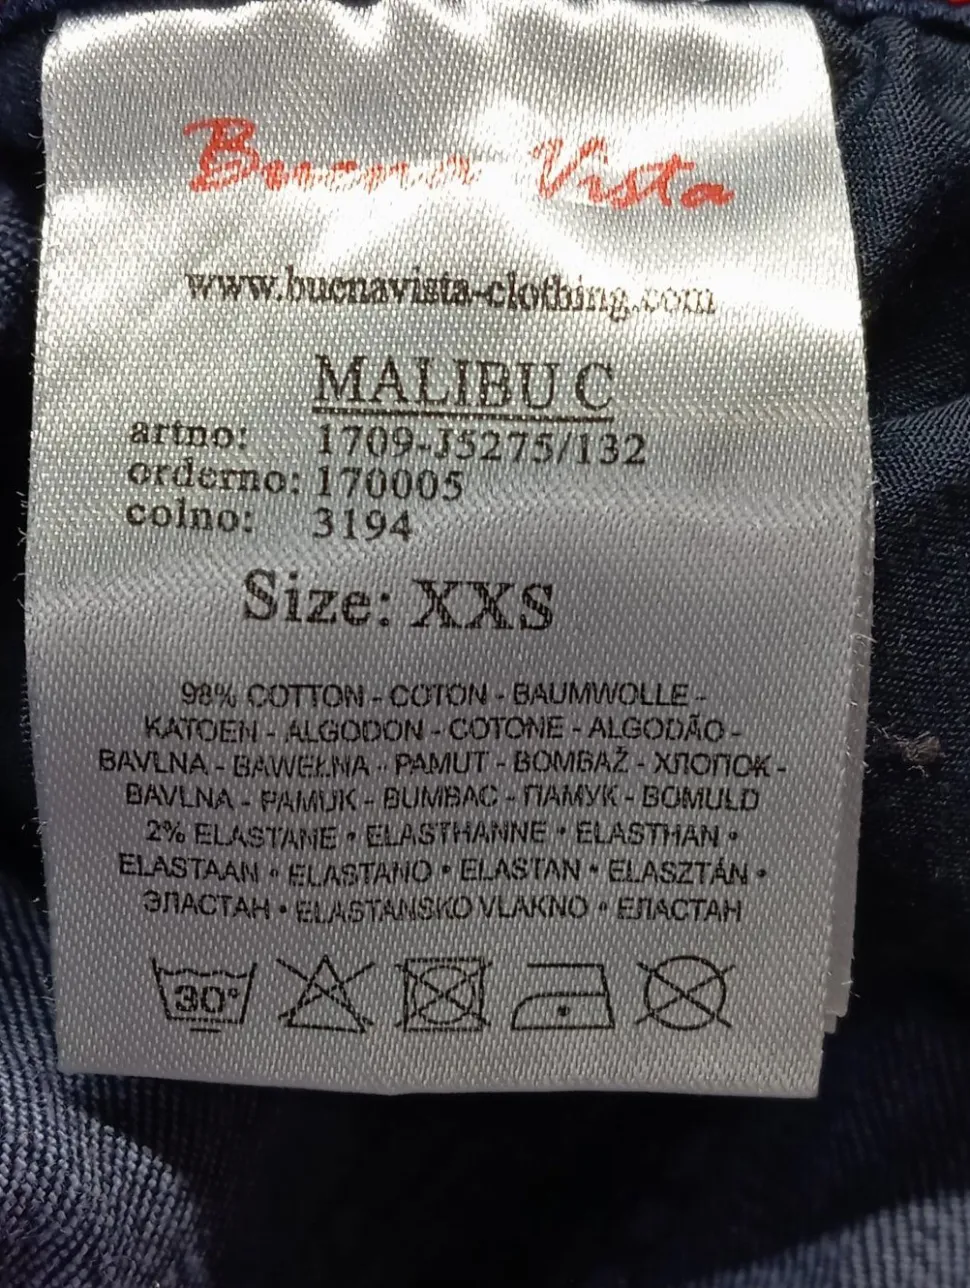 Buena Vista
www.buenavista-clothing.com
MALIBU C
artno: 1709-J5275/132
orderno: 170005
colno: 3194
Size: XXS
98% COTTON - COTON - BAUMWOLLE -
KATOEN - ALGODON - COTONE - ALGODÃO -
BAVLNA - BAWEŁNA - PAMUT - BOMBAŽ - ХЛОПОК -
BAVLNA - PAMUK - BUMBAC - ПАМУК - BOMULD
2% ELASTANE • ELASTHANNE • ELASTHAN •
ELASTAAN • ELASTANO • ELASTAN • ELASZTÁN •
ЭЛАСТАН • ELASTANSKO VLAKNO • ЕЛАСТАН
30°